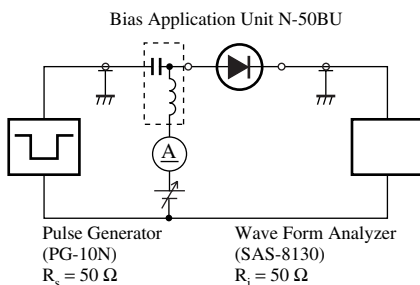 Bias Application Unit N-50BU
A
Pulse Generator
(PG-10N)
Rs = 50 Ω
Wave Form Analyzer
(SAS-8130)
Ri = 50 Ω